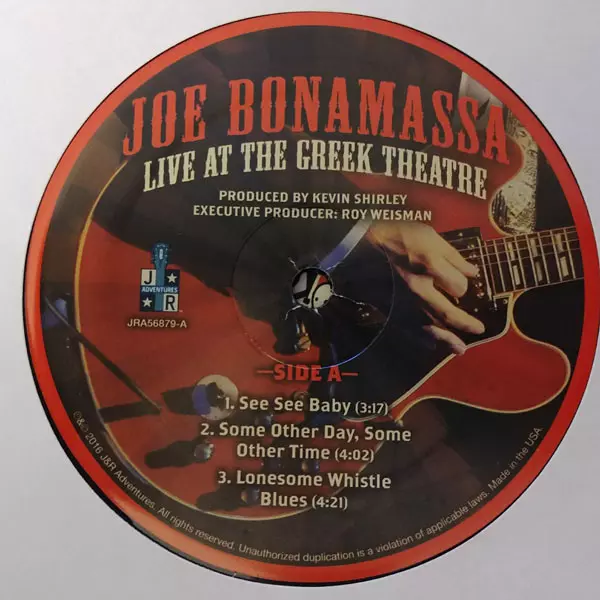 JOE BONAMASSA
LIVE AT THE GREEK THEATRE
PRODUCED BY KEVIN SHIRLEY
EXECUTIVE PRODUCER: ROY WEISMAN
J
ADVENTURES
R
JRA56879-A
—SIDE A—
1. See See Baby (3:17)
2. Some Other Day, Some
Other Time (4:02)
3. Lonesome Whistle
Blues (4:21)
℗&© 2016 J&R Adventures. All rights reserved. Unauthorized duplication is a violation of applicable laws. Made in the USA.